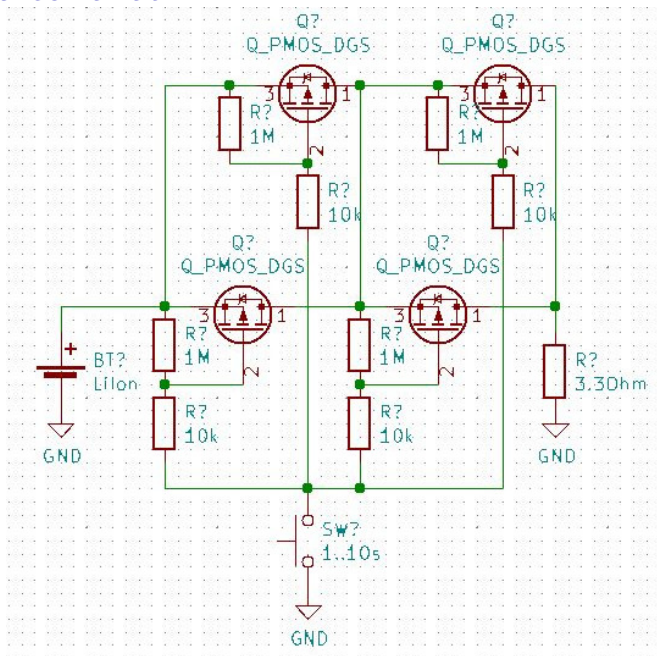 Q?
Q_PMOS_DGS
Q?
Q_PMOS_DGS
3
1
3
1
R?
1M
R?
1M
2
2
R?
10k
R?
10k
Q?
Q_PMOS_DGS
Q?
Q_PMOS_DGS
3
1
3
1
R?
1M
R?
1M
2
2
+
BT?
LiIon
R?
3.3Ohm
R?
10k
R?
10k
GND
GND
SW?
1..10s
GND